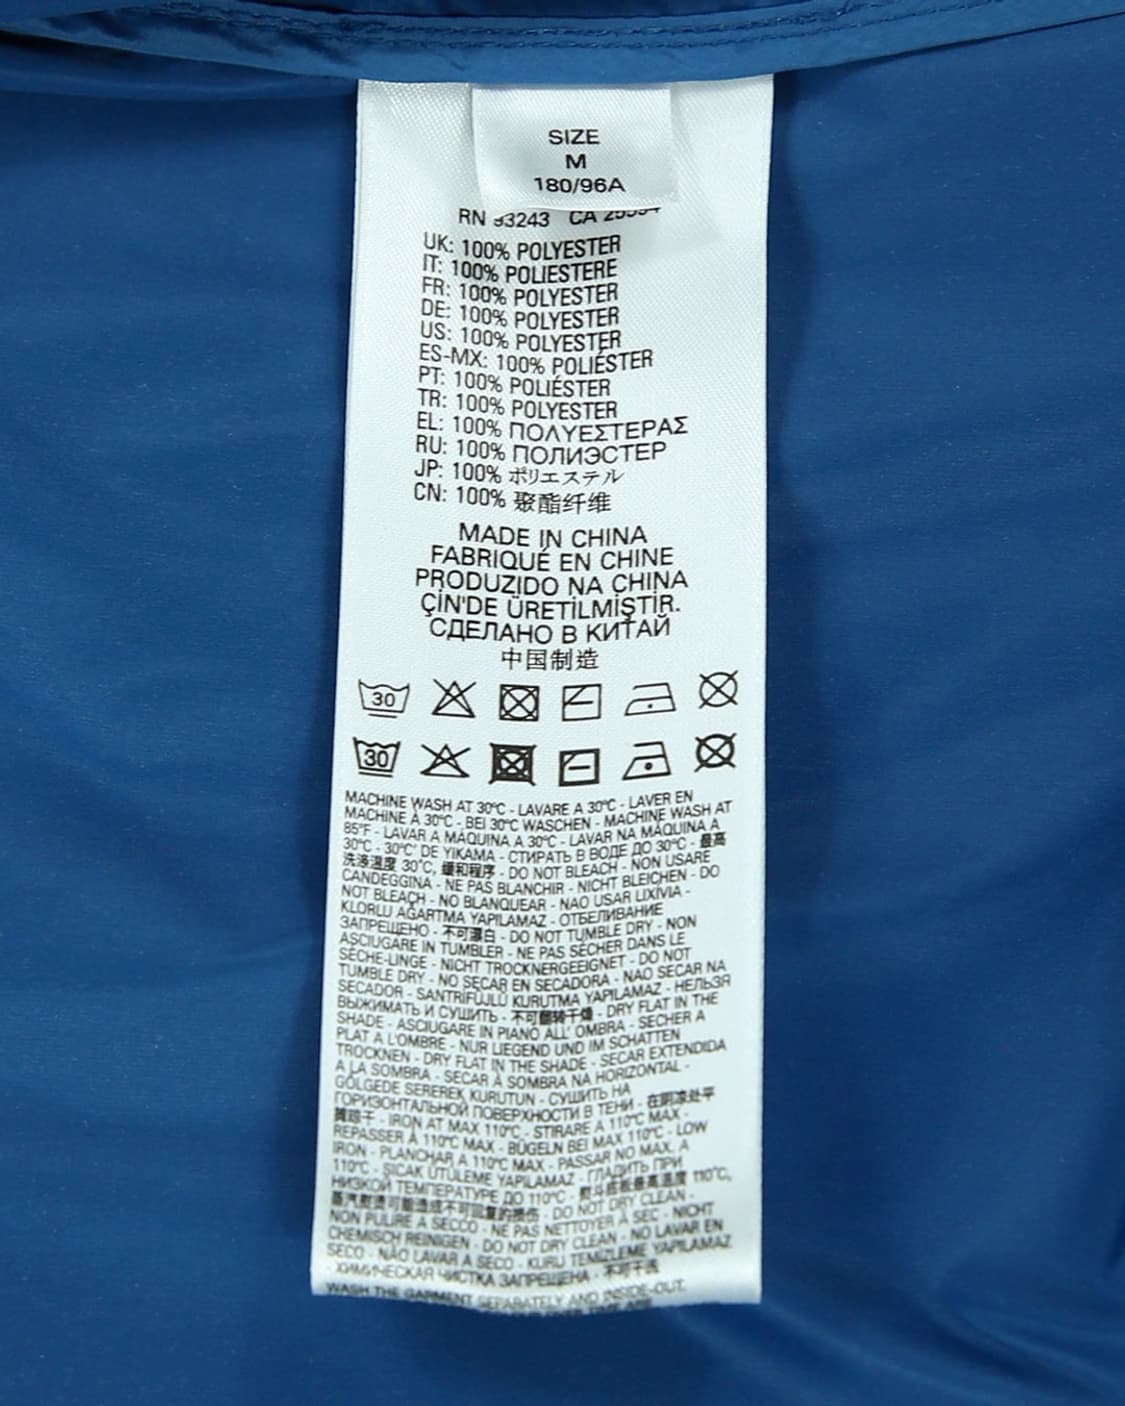 SIZE
M
180/96A
RN 93243 CA
UK: 100% POLYESTER
IT: 100% POLIESTERE
FR: 100% POLYESTER
DE: 100% POLYESTER
US: 100% POLYESTER
ES-MX: 100% POLIÉSTER
PT: 100% POLIÉSTER
TR: 100% POLYESTER
EL: 100% ΠΟΛΥΕΣΤΕΡΑΣ
RU: 100% ПОЛИЭСТЕР
JP: 100% ポリエステル
CN: 100% 聚酯纤维
MADE IN CHINA
FABRIQUÉ EN CHINE
PRODUZIDO NA CHINA
ÇİN'DE ÜRETİLMİŞTİR.
СДЕЛАНО В КИТАЙ
中国制造
30
30
MACHINE WASH AT 30°C - LAVARE A 30°C - LAVER EN
MACHINE À 30°C - BEI 30°C WASCHEN - MACHINE WASH AT
85°F - LAVAR A MÁQUINA A 30°C - LAVAR NA MÁQUINA A
30°C - 30°C' DE YIKAMA - СТИРАТЬ В ВОДЕ ДО 30°C - 最高
洗涤温度 30°C, 缓和程序 - DO NOT BLEACH - NON USARE
CANDEGGINA - NE PAS BLANCHIR - NICHT BLEICHEN - DO
NOT BLEACH - NO BLANQUEAR - NAO USAR LIXÍVIA -
KLORLU AĞARTMA YAPILAMAZ - ОТБЕЛИВАНИЕ
ЗАПРЕЩЕНО - 不可漂白 - DO NOT TUMBLE DRY - NON
ASCIUGARE IN TUMBLER - NE PAS SÉCHER DANS LE
SÈCHE-LINGE - NICHT TROCKNERGEEIGNET - DO NOT
TUMBLE DRY - NO SECAR EN SECADORA - NAO SECAR NA
SECADOR - SANTRİFÜJLÜ KURUTMA YAPILAMAZ - НЕЛЬЗЯ
ВЫЖИМАТЬ И СУШИТЬ - 不可翻转干燥 - DRY FLAT IN THE
SHADE - ASCIUGARE IN PIANO ALL' OMBRA - SECHER A
PLAT A L'OMBRE - NUR LIEGEND UND IM SCHATTEN
TROCKNEN - DRY FLAT IN THE SHADE - SECAR EXTENDIDA
A LA SOMBRA - SECAR À SOMBRA NA HORIZONTAL -
GÖLGEDE SEREREK KURUTUN - СУШИТЬ НА
ГОРИЗОНТАЛЬНОЙ ПОВЕРХНОСТИ В ТЕНИ - 在阴凉处平
摊晾干 - IRON AT MAX 110°C - STIRARE A 110°C MAX -
REPASSER À 110°C MAX - BÜGELN BEI MAX 110°C - LOW
IRON - PLANCHAR A 110°C MAX - PASSAR NO MAX. A
110°C - SICAK ÜTÜLEME YAPILAMAZ - ГЛАДИТЬ ПРИ
НИЗКОЙ ТЕМПЕРАТУРЕ ДО 110°C - 熨斗底板最高温度 110°C,
蒸汽熨烫可能造成不可回复的损伤 - DO NOT DRY CLEAN -
NON PULIRE A SECCO - NE PAS NETTOYER À SEC - NICHT
CHEMISCH REINIGEN - DO NOT DRY CLEAN - NO LAVAR EN
SECO - NÃO LAVAR A SECO - KURU TEMİZLEME YAPILAMAZ
- ХИМИЧЕСКАЯ ЧИСТКА ЗАПРЕЩЕНА - 不可干洗
WASH THE GARMENT SEPARATELY AND INSIDE-OUT.